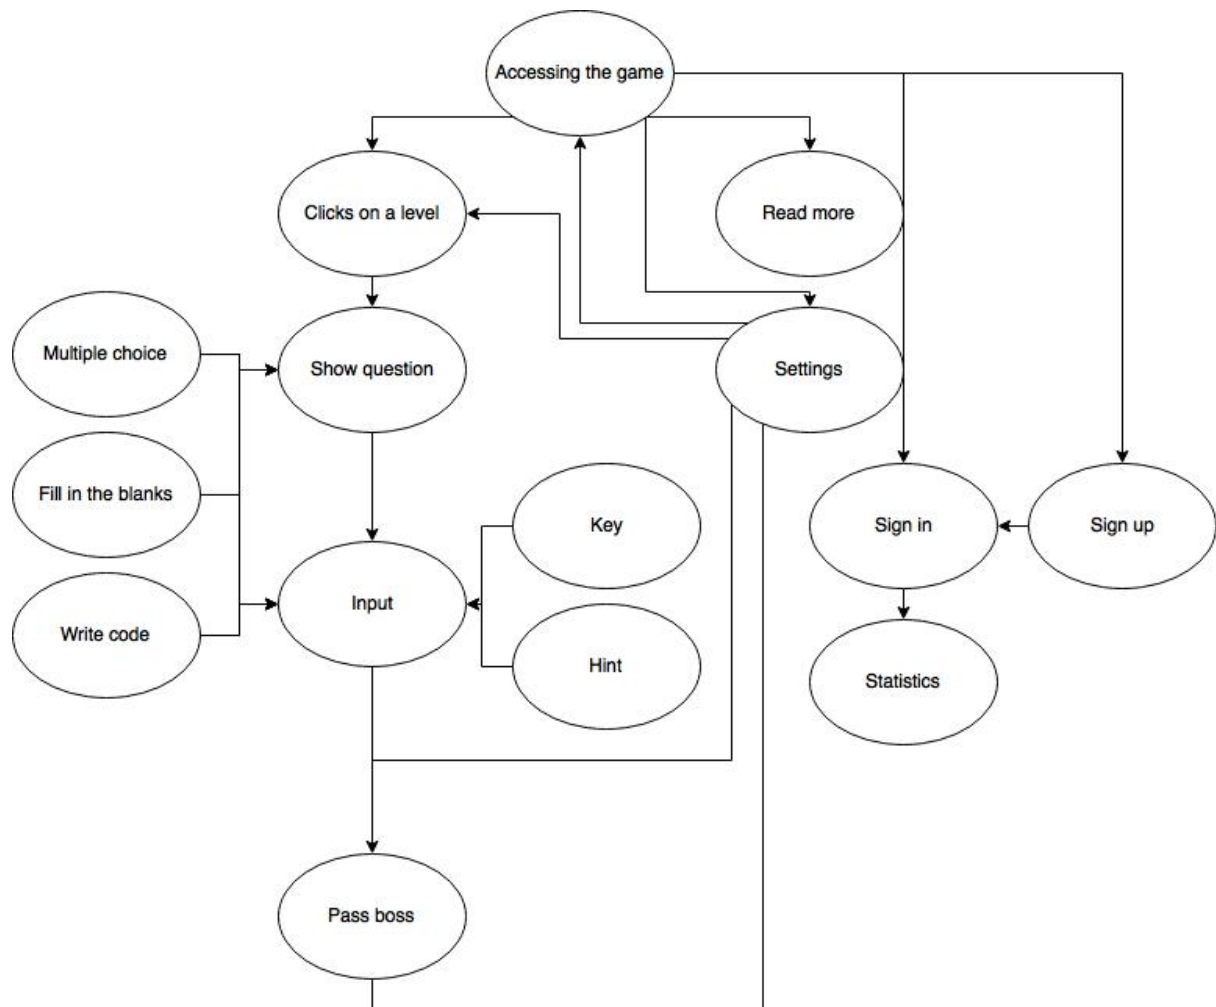 Accessing the game
Clicks on a level
Read more
Multiple choice
Show question
Settings
Fill in the blanks
Key
Sign in
Sign up
Input
Write code
Hint
Statistics
Pass boss